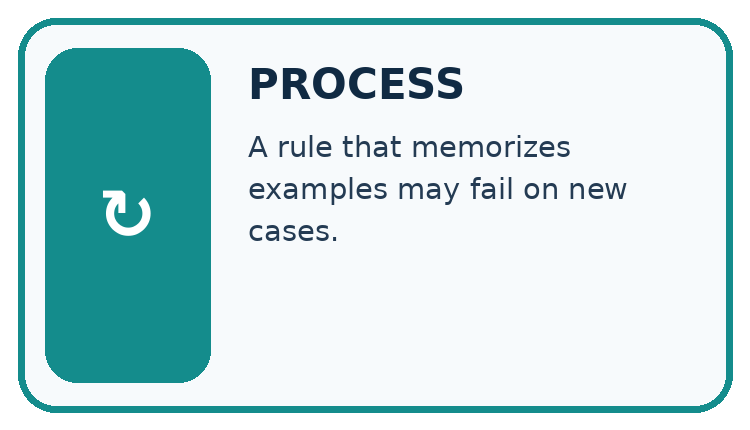 PROCESS
A rule that memorizes
examples may fail on new
cases.